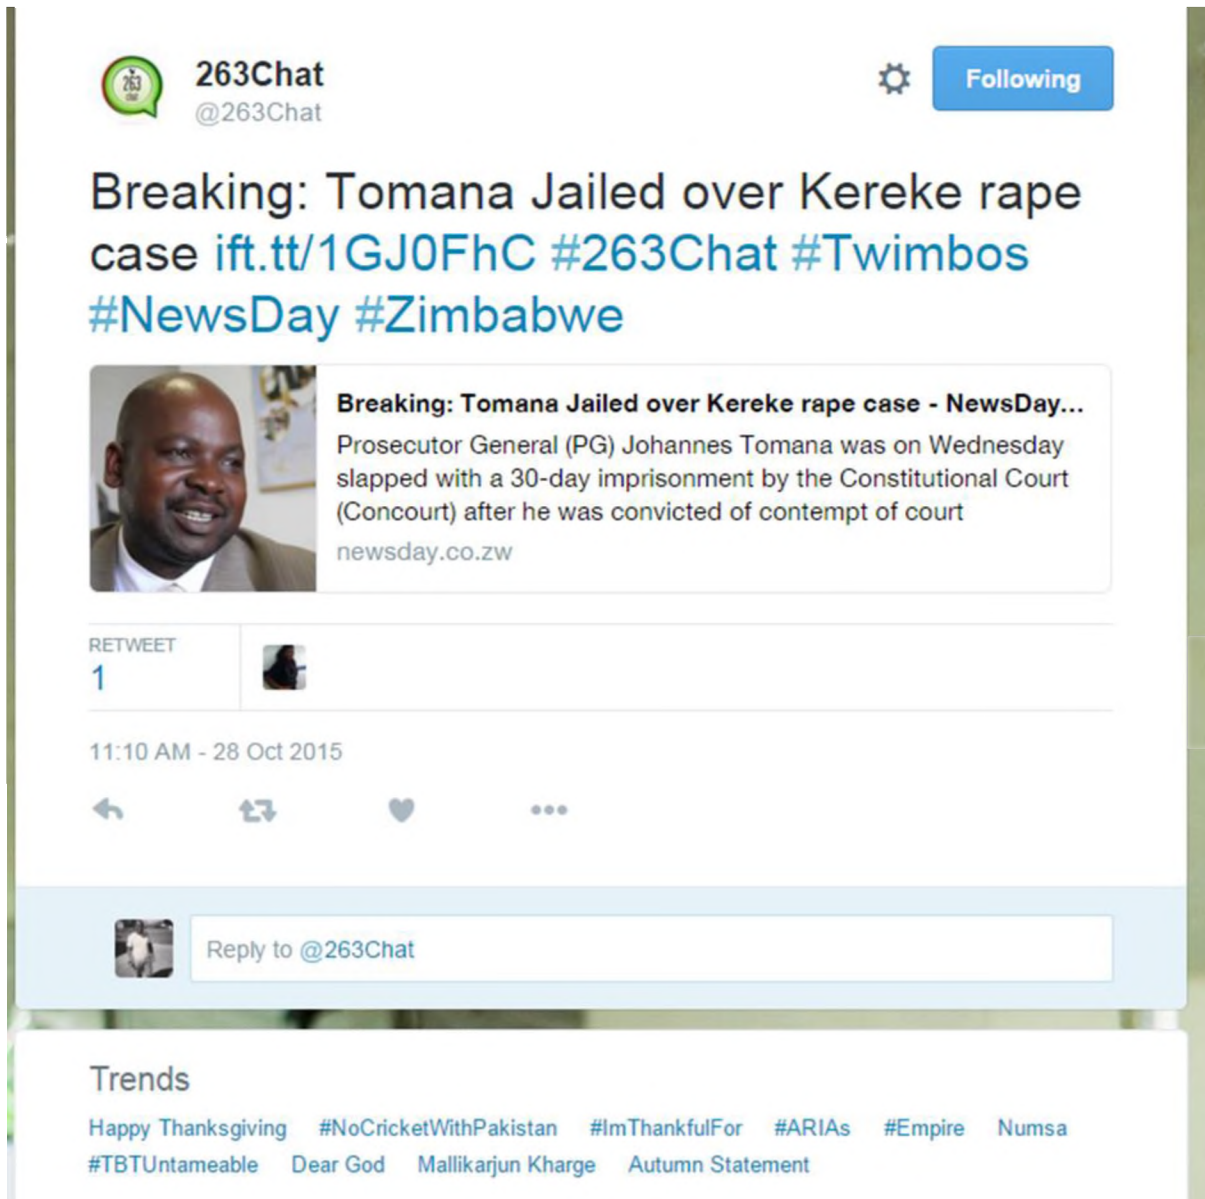 263 chat
263Chat
@263Chat
Following
Breaking: Tomana Jailed over Kereke rape
case ift.tt/1GJ0FhC #263Chat #Twimbos
#NewsDay #Zimbabwe
Breaking: Tomana Jailed over Kereke rape case - NewsDay...
Prosecutor General (PG) Johannes Tomana was on Wednesday
slapped with a 30-day imprisonment by the Constitutional Court
(Concourt) after he was convicted of contempt of court
newsday.co.zw
RETWEET
1
11:10 AM - 28 Oct 2015
Reply to @263Chat
Trends
Happy Thanksgiving #NoCricketWithPakistan #ImThankfulFor #ARIAs #Empire Numsa
#TBTUntameable Dear God Mallikarjun Kharge Autumn Statement